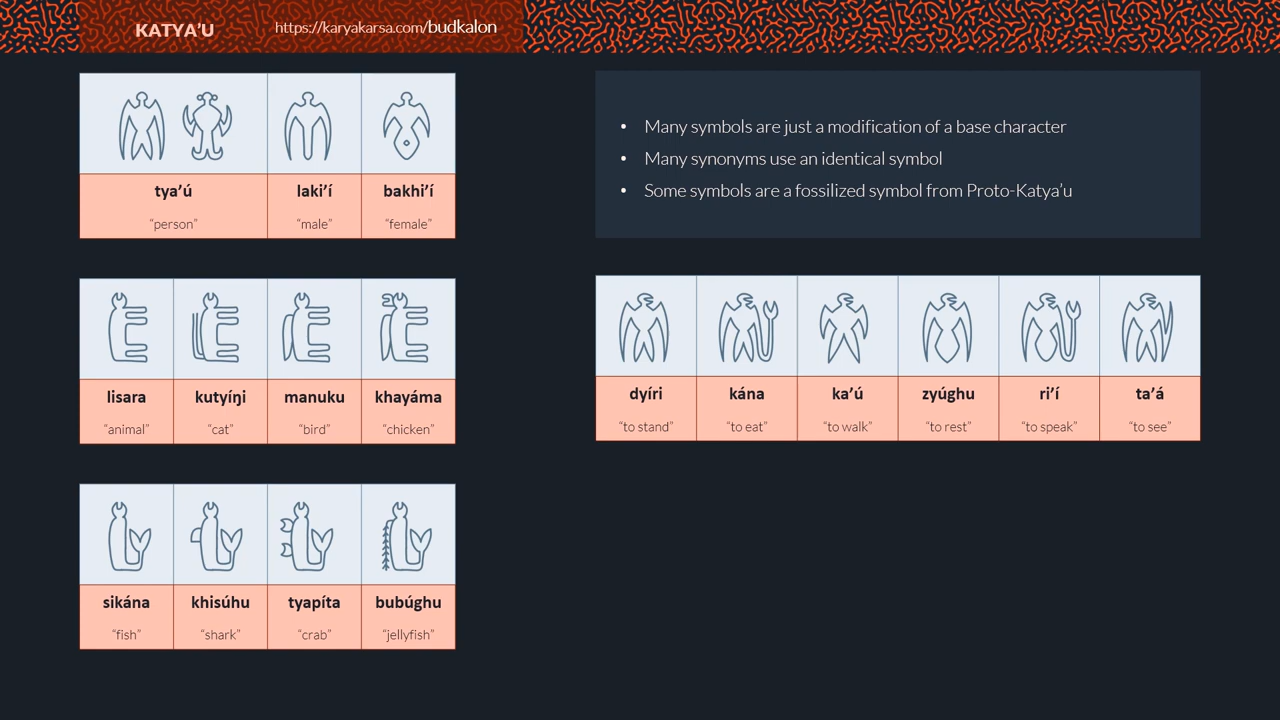 KATYA'U
https://karyakarsa.com/budkalon
tya'ú laki'í bakhi'í
"person" "male" "female"
lisara kutyíŋi manuku khayáma
"animal" "cat" "bird" "chicken"
sikána khisúhu tyapíta bubúghu
"fish" "shark" "crab" "jellyfish"
• Many symbols are just a modification of a base character
• Many synonyms use an identical symbol
• Some symbols are a fossilized symbol from Proto-Katya'u
dyíri kána ka'ú zyúghu ri'í ta'á
"to stand" "to eat" "to walk" "to rest" "to speak" "to see"